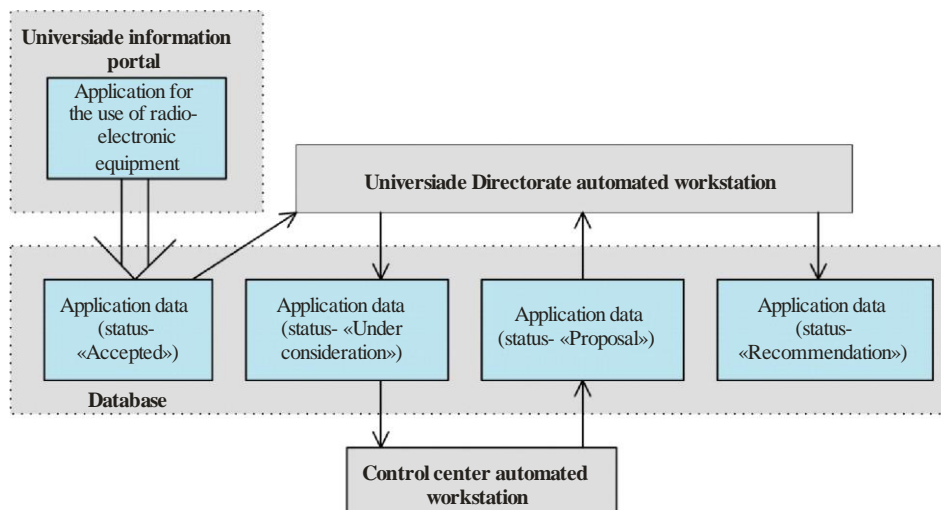 Universiade information
portal
Application for
the use of radio-
electronic
equipment
Universiade Directorate automated workstation
Application data
(status-
«Accepted»)
Application data
(status- «Under
consideration»)
Application data
(status- «Proposal»)
Application data
(status-
«Recommendation»)
Database
Control center automated
workstation